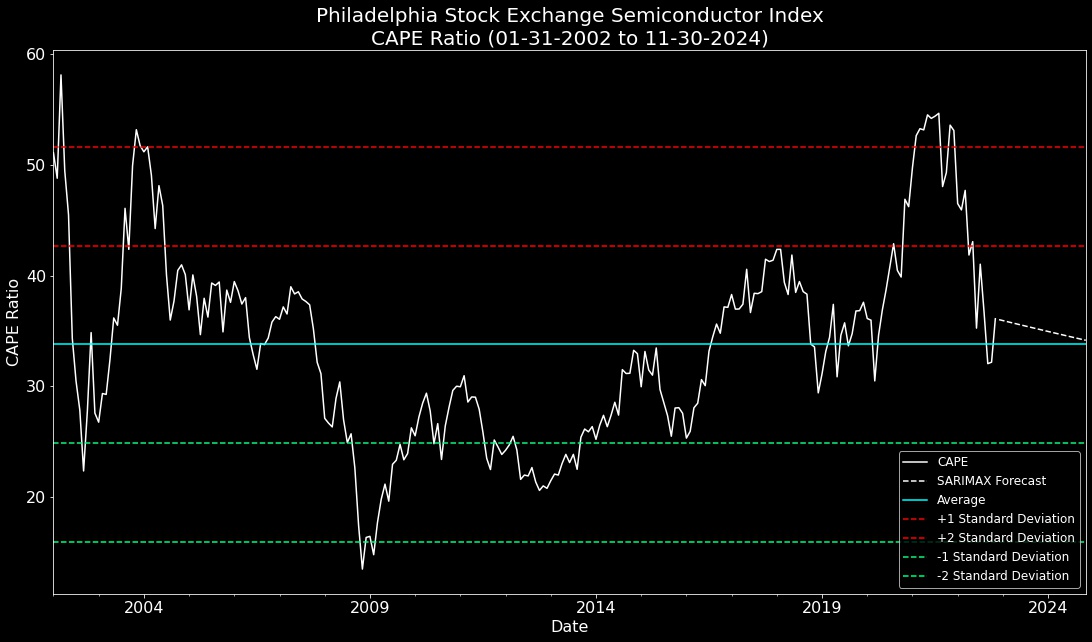 Philadelphia Stock Exchange Semiconductor Index
CAPE Ratio (01-31-2002 to 11-30-2024)
60
50
40
30
20
CAPE Ratio
2004
2009
2014
2019
2024
Date
CAPE
SARIMAX Forecast
Average
+1 Standard Deviation
+2 Standard Deviation
-1 Standard Deviation
-2 Standard Deviation